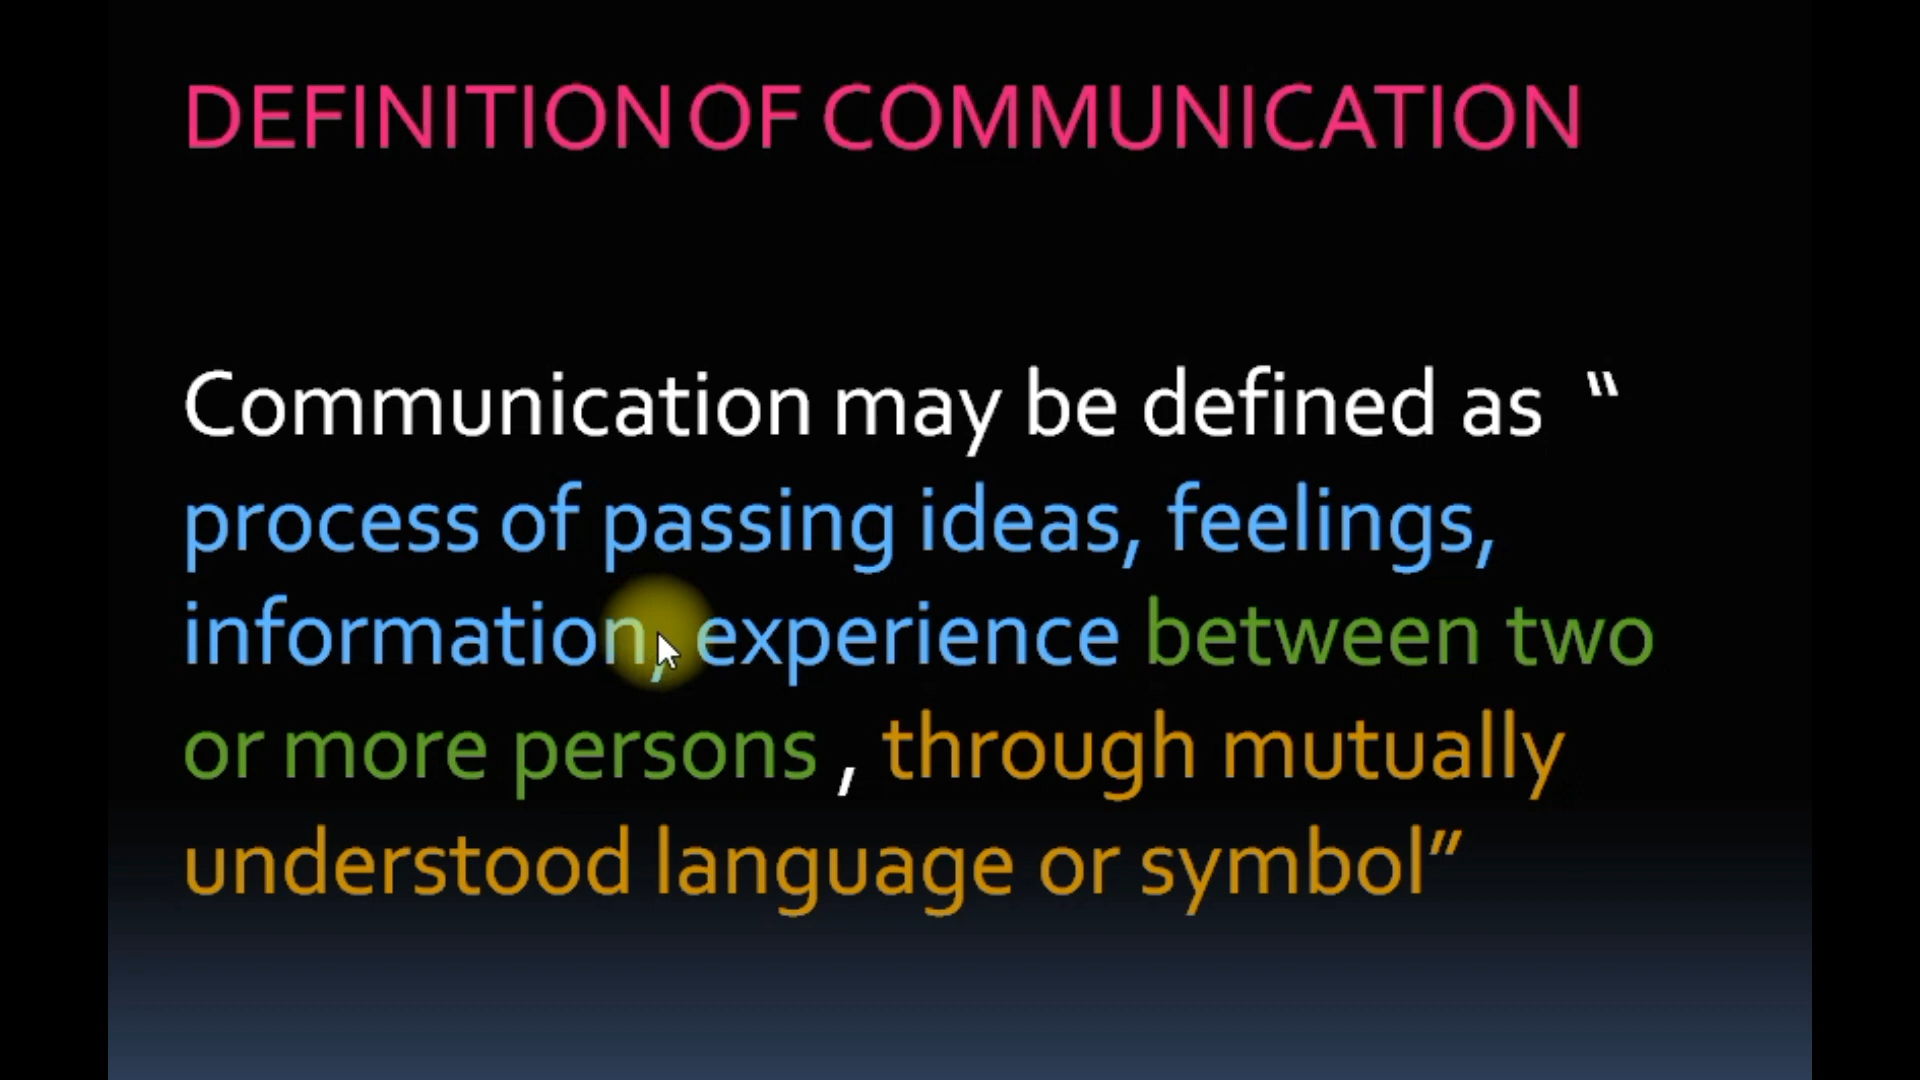 DEFINITION OF COMMUNICATION
Communication may be defined as “
process of passing ideas, feelings,
information, experience between two
or more persons , through mutually
understood language or symbol”